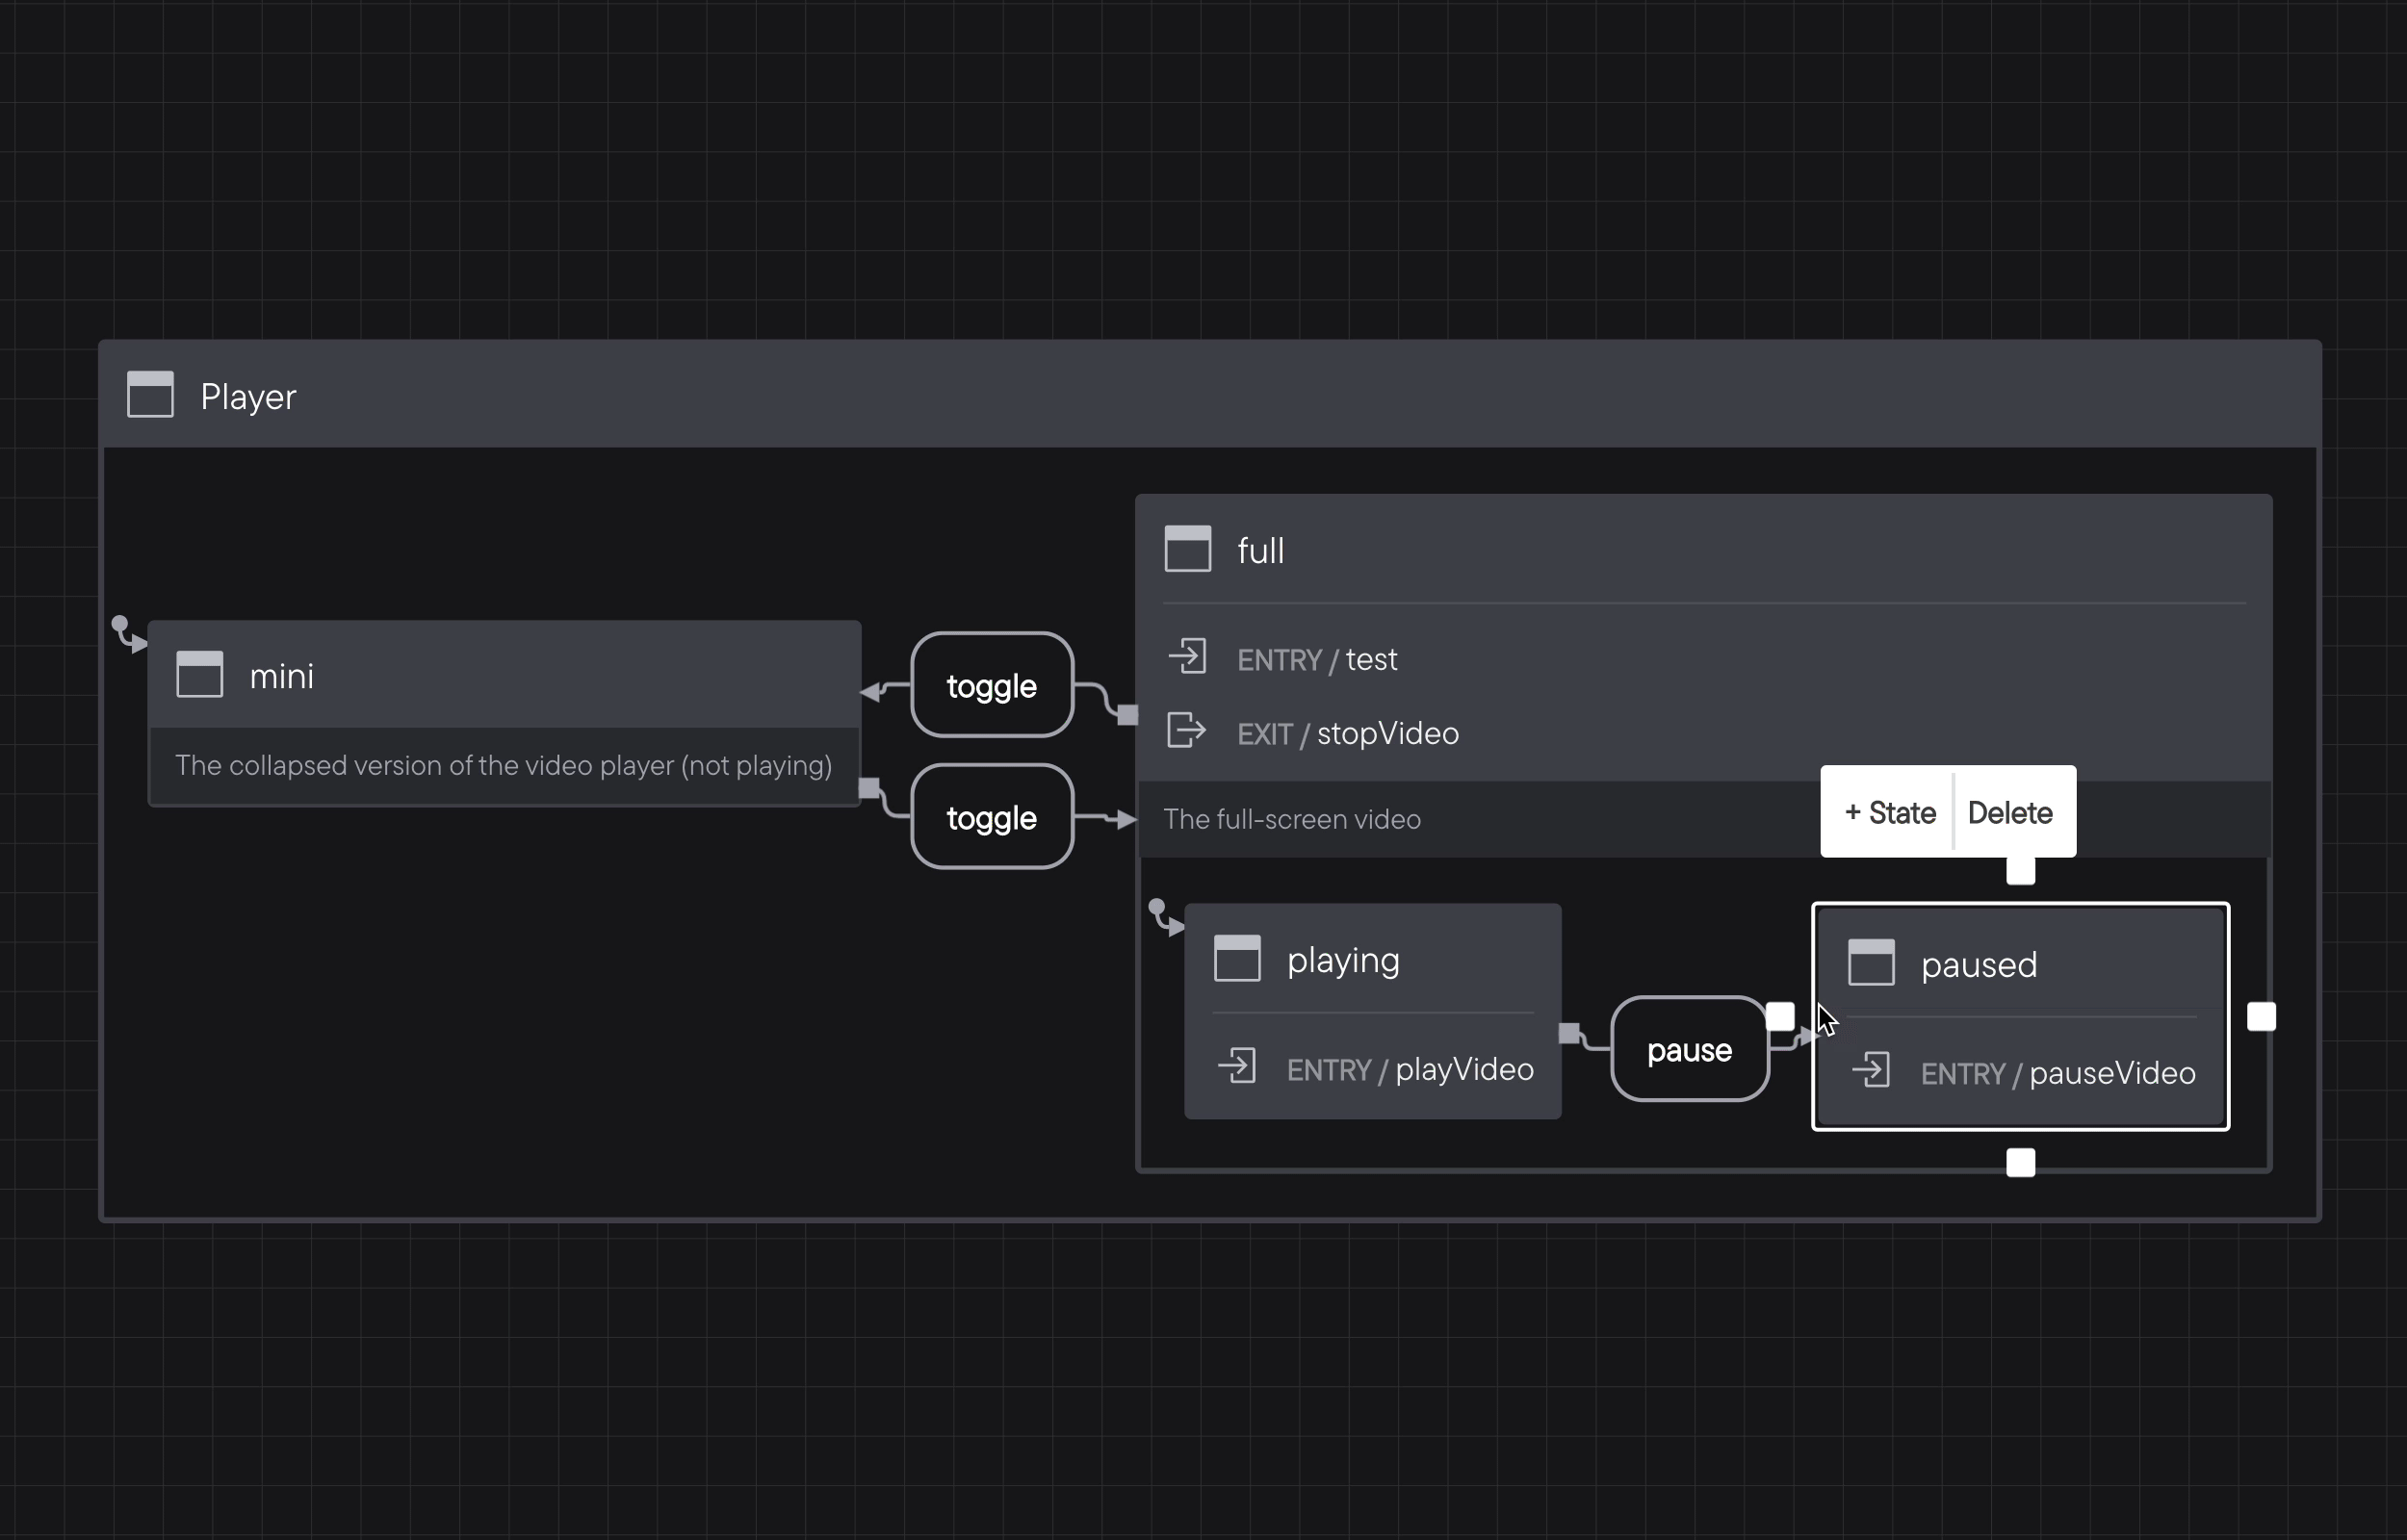 Player
full
ENTRY / test
mini
toggle
EXIT / stopVideo
The collapsed version of the video player (not playing)
toggle
The full-screen video
+ State
Delete
playing
paused
pause
ENTRY / playVideo
ENTRY / pauseVideo